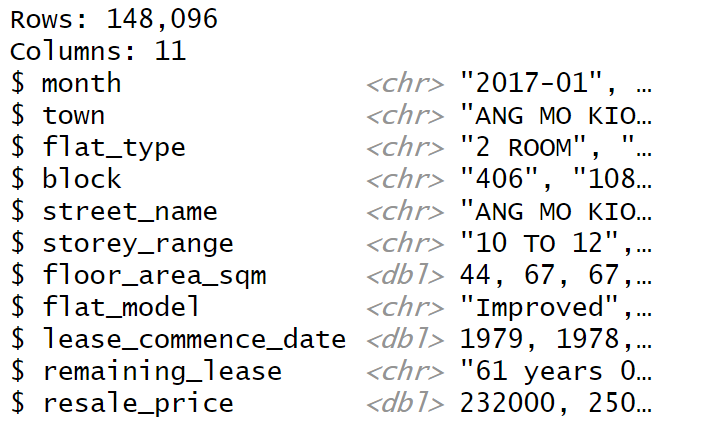 Rows: 148,096
Columns: 11
$ month <chr> "2017-01", …
$ town <chr> "ANG MO KIO…
$ flat_type <chr> "2 ROOM", "…
$ block <chr> "406", "108…
$ street_name <chr> "ANG MO KIO…
$ storey_range <chr> "10 TO 12",…
$ floor_area_sqm <dbl> 44, 67, 67,…
$ flat_model <chr> "Improved",…
$ lease_commence_date <dbl> 1979, 1978,…
$ remaining_lease <chr> "61 years 0…
$ resale_price <dbl> 232000, 250…